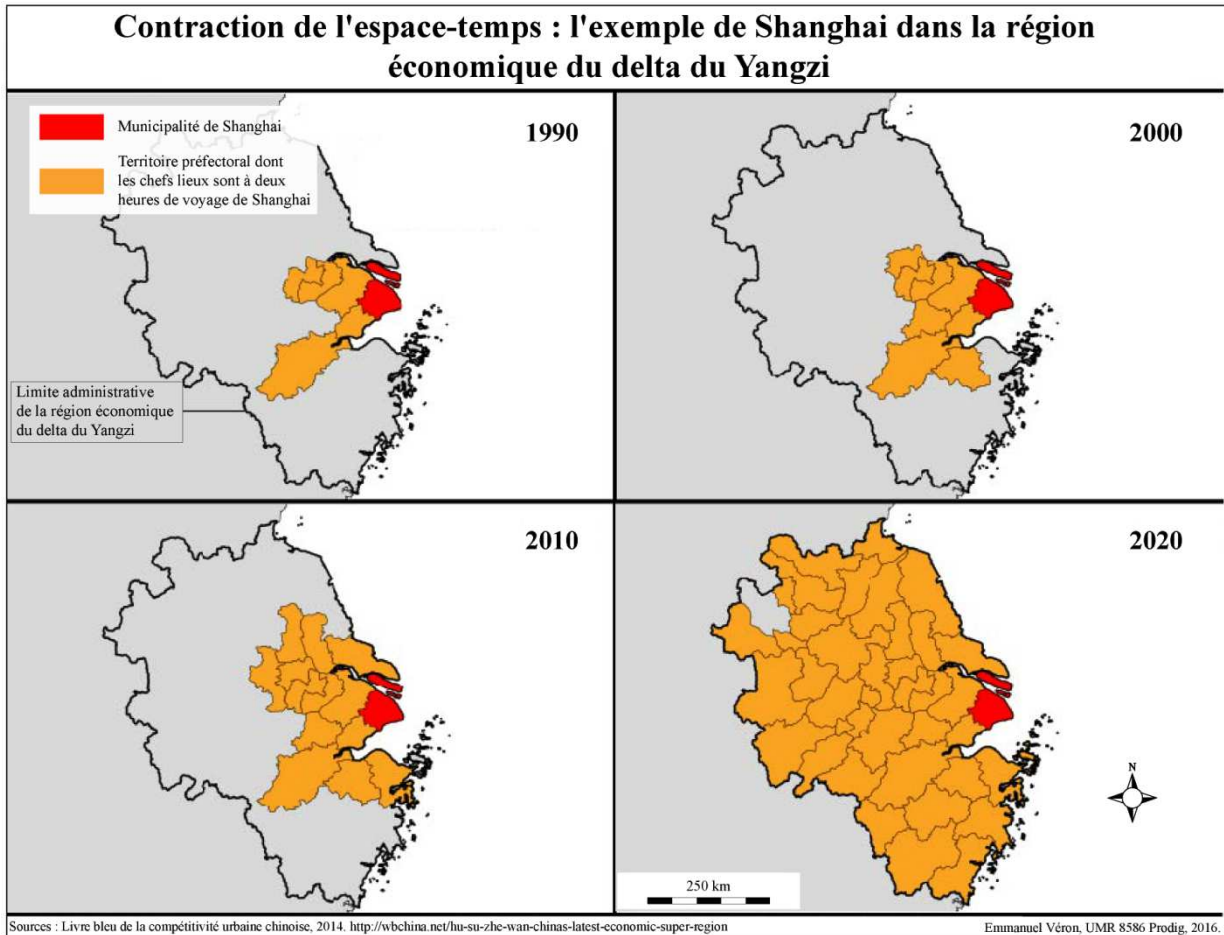 Contraction de l'espace-temps : l'exemple de Shanghai dans la région
économique du delta du Yangzi
Municipalité de Shanghai
Territoire préfectoral dont
les chefs lieux sont à deux
heures de voyage de Shanghai
1990
2000
Limite administrative
de la région économique
du delta du Yangzi
2010
2020
N
250 km
Sources : Livre bleu de la compétitivité urbaine chinoise, 2014. http://wbchina.net/hu-su-zhe-wan-chinas-latest-economic-super-region
Emmanuel Véron, UMR 8586 Prodig, 2016.